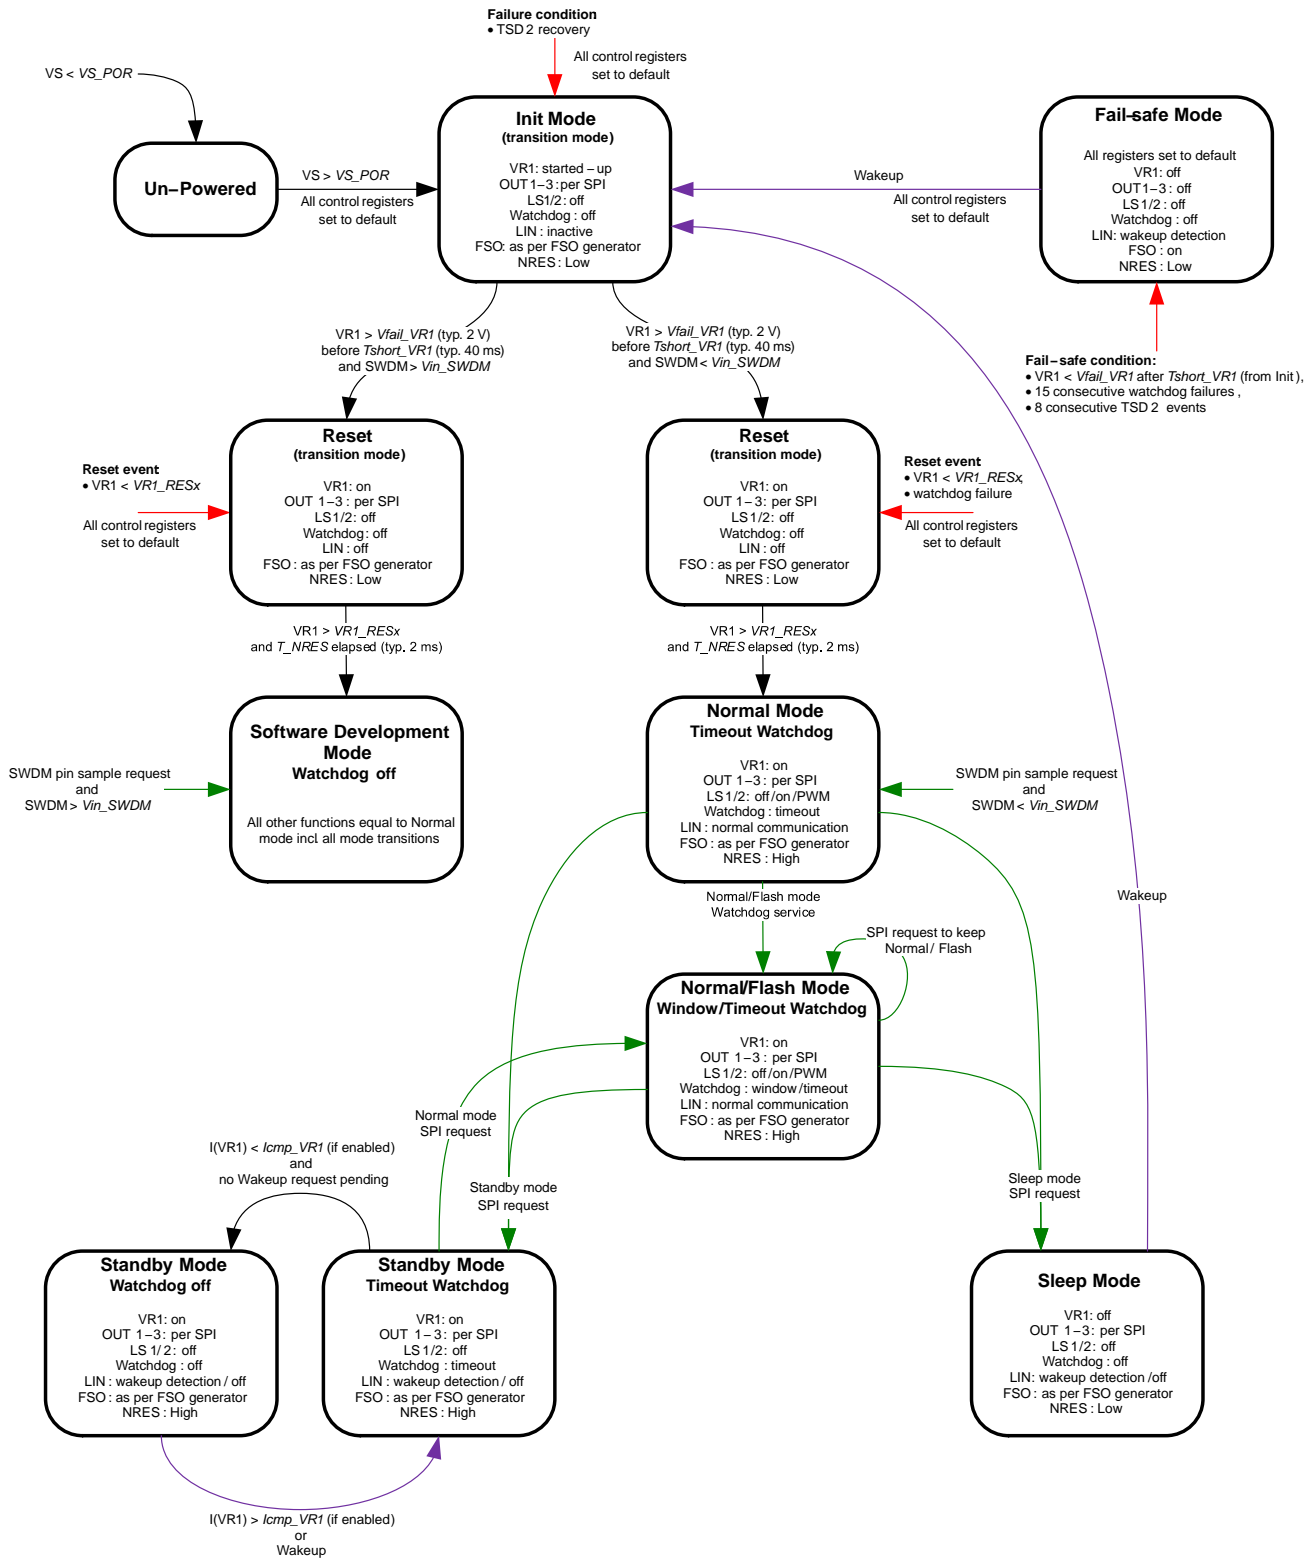 Failure condition
• TSD2 recovery
All control registers
set to default
VS < VS_POR
Un–Powered
VS > VS_POR
All control registers
set to default
Init Mode
(transition mode)
VR1: started – up
OUT1–3 : per SPI
LS1/2: off
Watchdog : off
LIN : inactive
FSO: as per FSO generator
NRES : Low
Wakeup
All control registers
set to default
Fail–safe Mode
All registers set to default
VR1: off
OUT1–3: off
LS1/2: off
Watchdog : off
LIN: wakeup detection
FSO : on
NRES : Low
VR1 > Vfail_VR1 (typ. 2 V)
before Tshort_VR1 (typ. 40 ms)
and SWDM > Vin_SWDM
VR1 > Vfail_VR1 (typ. 2 V)
before Tshort_VR1 (typ. 40 ms)
and SWDM < Vin_SWDM
Fail–safe condition:
• VR1 < Vfail_VR1 after Tshort_VR1 (from Init),
• 15 consecutive watchdog failures ,
• 8 consecutive TSD2 events
Reset event
• VR1 < VR1_RESx
All control registers
set to default
Reset
(transition mode)
VR1: on
OUT 1–3 : per SPI
LS1/2: off
Watchdog : off
LIN : off
FSO : as per FSO generator
NRES : Low
Reset
(transition mode)
VR1: on
OUT 1–3 : per SPI
LS1/2: off
Watchdog : off
LIN : off
FSO : as per FSO generator
NRES : Low
Reset event
• VR1 < VR1_RESx,
• watchdog failure
All control registers
set to default
VR1 > VR1_RESx
and T_NRES elapsed (typ. 2 ms)
VR1 > VR1_RESx
and T_NRES elapsed (typ. 2 ms)
SWDM pin sample request
and
SWDM > Vin_SWDM
Software Development
Mode
Watchdog off
All other functions equal to Normal
mode incl. all mode transitions
Normal Mode
Timeout Watchdog
VR1: on
OUT 1–3 : per SPI
LS1/2: off/on/PWM
Watchdog : timeout
LIN : normal communication
FSO : as per FSO generator
NRES : High
SWDM pin sample request
and
SWDM < Vin_SWDM
Normal/Flash mode
Watchdog service
Wakeup
SPI request to keep
Normal / Flash
Normal/Flash Mode
Window/Timeout Watchdog
VR1: on
OUT 1–3 : per SPI
LS1/2: off/on/PWM
Watchdog : window/timeout
LIN : normal communication
FSO : as per FSO generator
NRES : High
Normal mode
SPI request
I(VR1) < Icmp_VR1 (if enabled)
and
no Wakeup request pending
Standby mode
SPI request
Sleep mode
SPI request
Standby Mode
Watchdog off
VR1: on
OUT 1–3: per SPI
LS 1/2: off
Watchdog : off
LIN : wakeup detection / off
FSO : as per FSO generator
NRES : High
Standby Mode
Timeout Watchdog
VR1: on
OUT 1–3: per SPI
LS 1/2: off
Watchdog : timeout
LIN : wakeup detection / off
FSO : as per FSO generator
NRES : High
Sleep Mode
VR1: off
OUT 1–3: per SPI
LS 1/2: off
Watchdog : off
LIN: wakeup detection /off
FSO : as per FSO generator
NRES : Low
I(VR1) > Icmp_VR1 (if enabled)
or
Wakeup